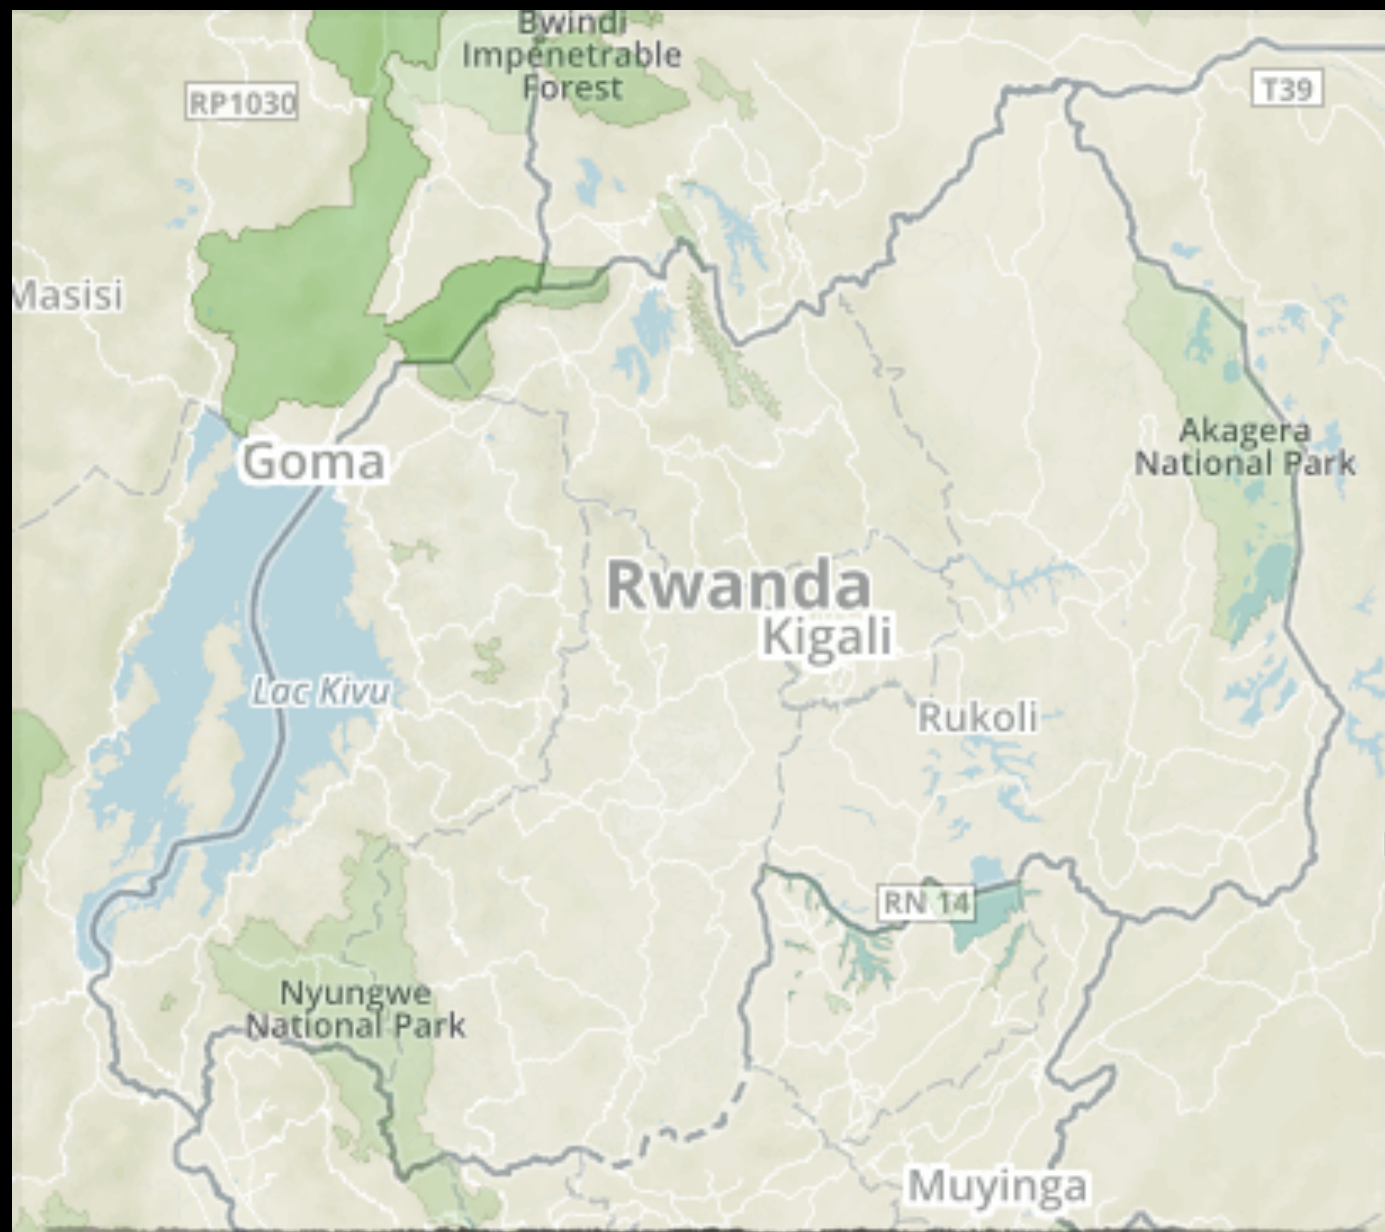 Bwindi
Impenetrable
Forest
RP1030
T39
Masisi
Akagera
National Park
Goma
Rwanda
Kigali
Lac Kivu
Rukoli
RN 14
Nyungwe
National Park
Muyinga